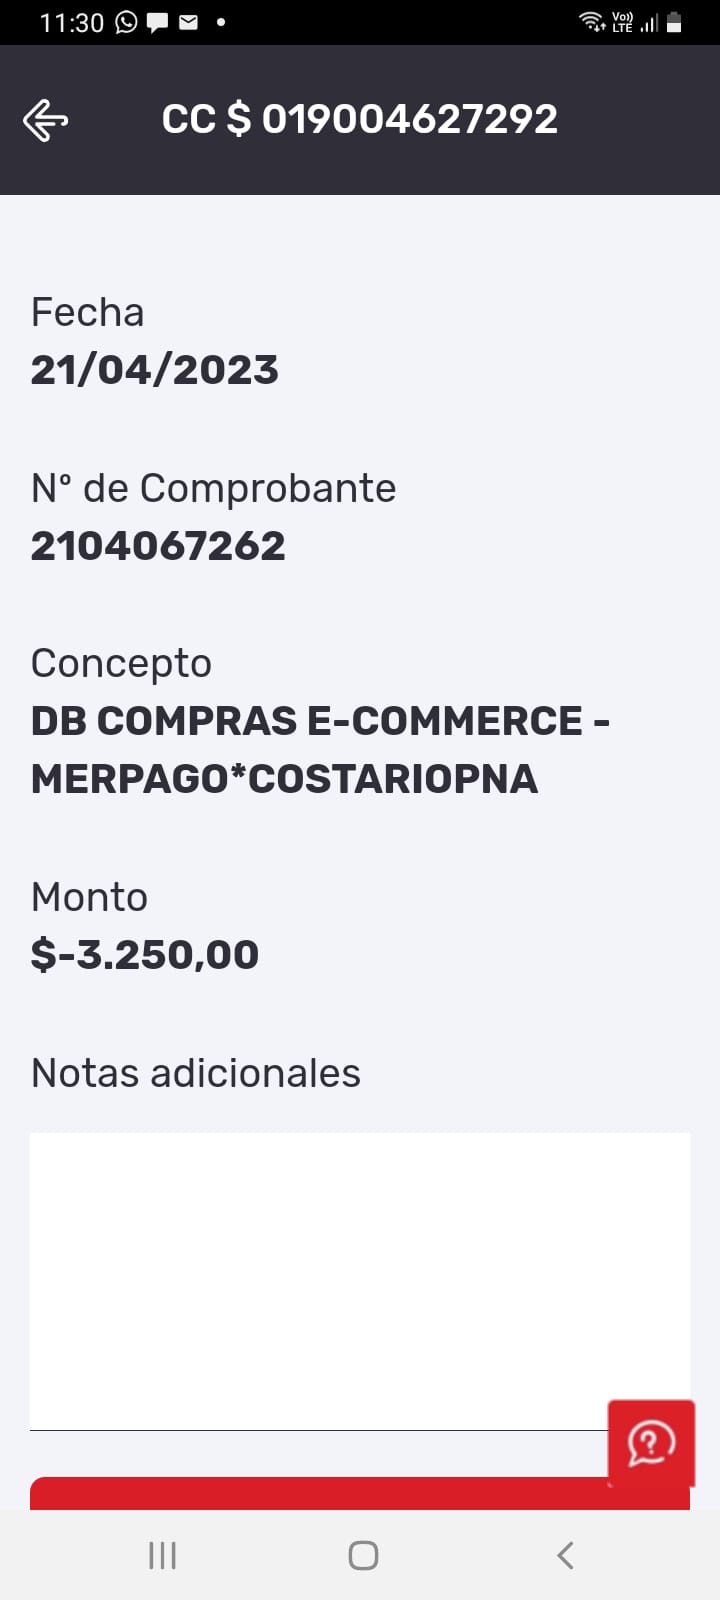 11:30
Vo)) LTE
CC $ 019004627292
Fecha
21/04/2023
Nº de Comprobante
2104067262
Concepto
DB COMPRAS E-COMMERCE -
MERPAGO*COSTARIOPNA
Monto
$-3.250,00
Notas adicionales